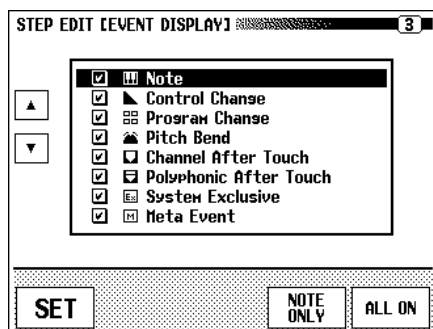 STEP EDIT [EVENT DISPLAY] 3
Note
Control Change
Program Change
Pitch Bend
Channel After Touch
Polyphonic After Touch
Ex System Exclusive
M Meta Event
SET
NOTE
ONLY
ALL ON